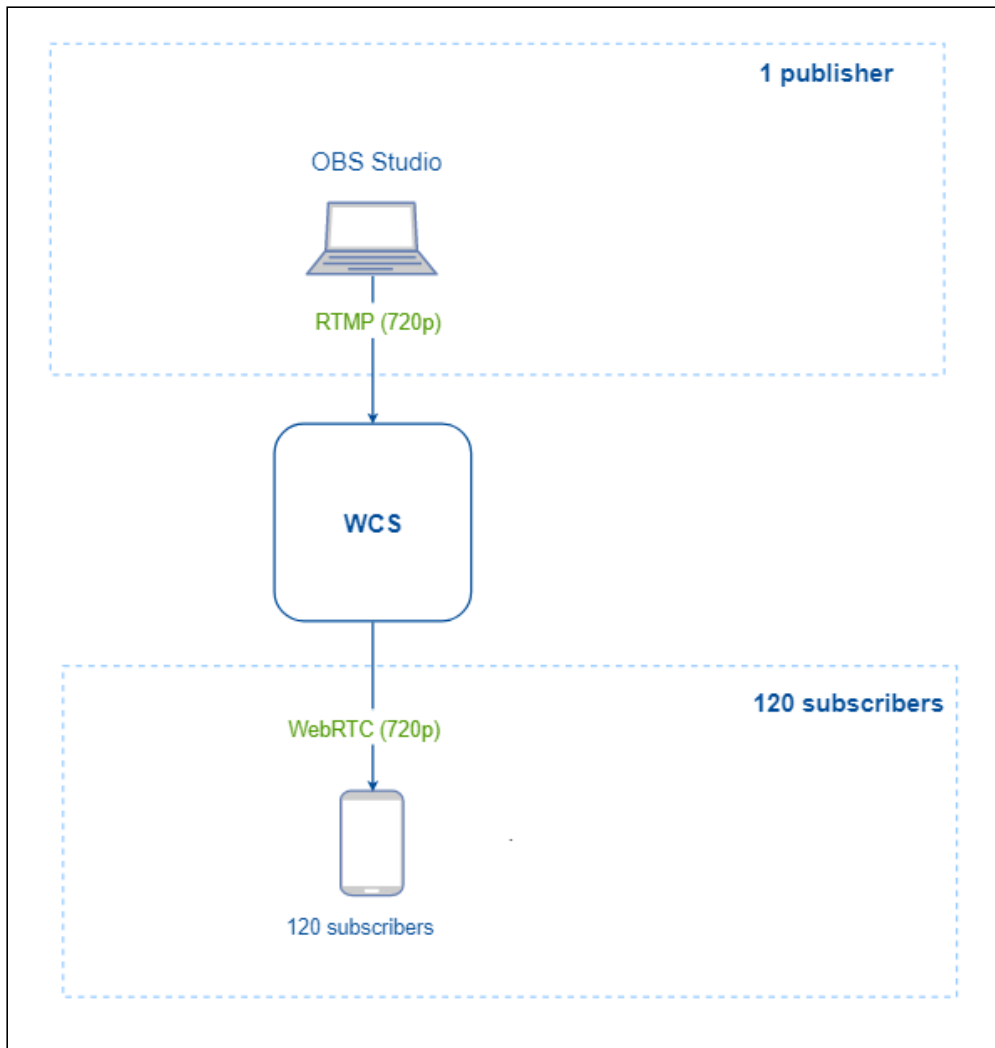 1 publisher
OBS Studio
RTMP (720p)
WCS
120 subscribers
WebRTC (720p)
120 subscribers